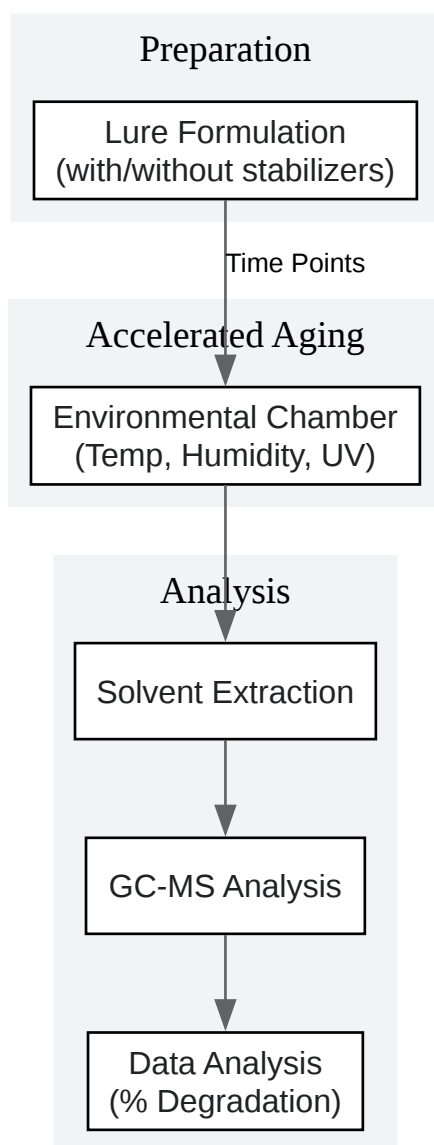 Preparation
Lure Formulation
(with/without stabilizers)
Time Points
Accelerated Aging
Environmental Chamber
(Temp, Humidity, UV)
Analysis
Solvent Extraction
GC-MS Analysis
Data Analysis
(% Degradation)